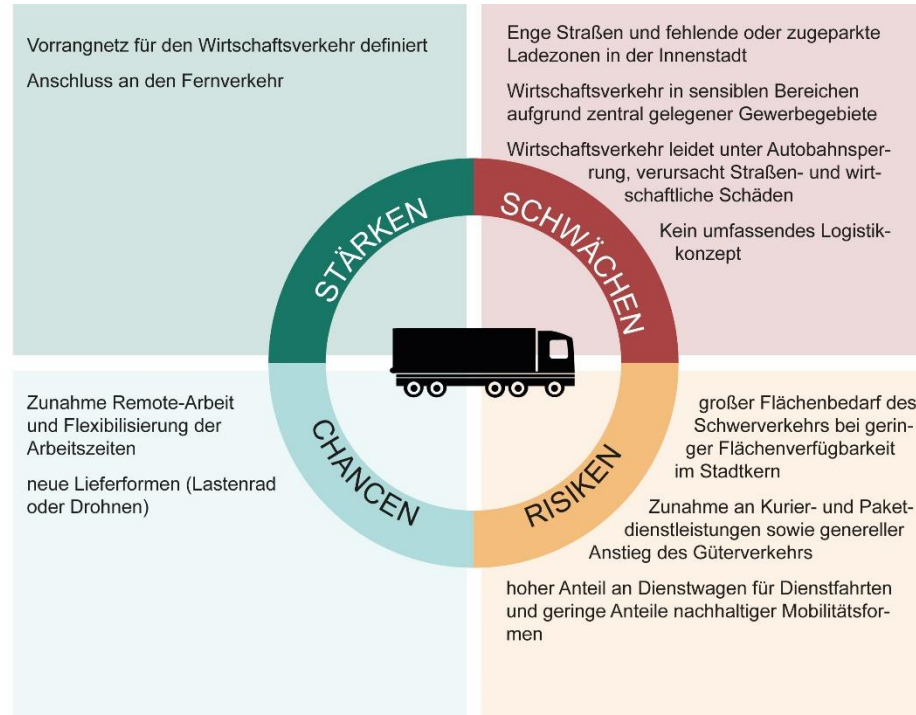 Vorrangnetz für den Wirtschaftsverkehr definiert
Anschluss an den Fernverkehr
STÄRKEN
Enge Straßen und fehlende oder zugeparkte
Ladezonen in der Innenstadt
Wirtschaftsverkehr in sensiblen Bereichen
aufgrund zentral gelegener Gewerbegebiete
Wirtschaftsverkehr leidet unter Autobahnsper-
rung, verursacht Straßen- und wirt-
schaftliche Schäden
Kein umfassendes Logistik-
konzept
SCHWÄCHEN
Zunahme Remote-Arbeit
und Flexibilisierung der
Arbeitszeiten
neue Lieferformen (Lastenrad
oder Drohnen)
CHANCEN
großer Flächenbedarf des
Schwerverkehrs bei gerin-
ger Flächenverfügbarkeit
im Stadtkern
Zunahme an Kurier- und Paket-
dienstleistungen sowie genereller
Anstieg des Güterverkehrs
hoher Anteil an Dienstwagen für Dienstfahrten
und geringe Anteile nachhaltiger Mobilitätsfor-
men
RISIKEN